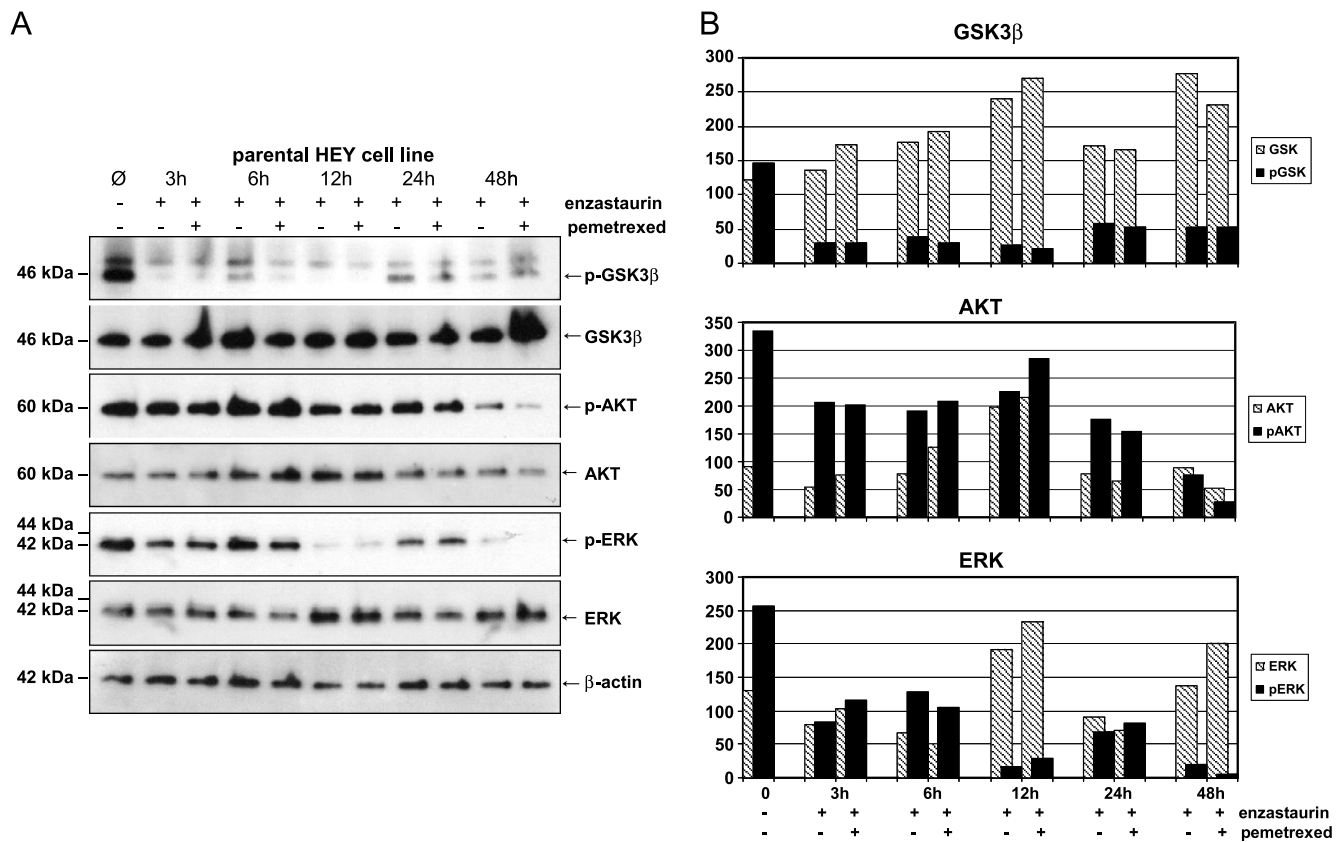 A
parental HEY cell line
Ø 3h 6h 12h 24h 48h
- + + + + + + + + + + enzastaurin
- - + - + - + - + - + pemetrexed
46 kDa ← p-GSK3β
46 kDa ← GSK3β
60 kDa ← p-AKT
60 kDa ← AKT
44 kDa
42 kDa ← p-ERK
44 kDa
42 kDa ← ERK
42 kDa ← β-actin
B
GSK3β
300
250
200
150
100
50
0
GSK
pGSK
AKT
350
300
250
200
150
100
50
0
AKT
pAKT
ERK
300
250
200
150
100
50
0
ERK
pERK
0 3h 6h 12h 24h 48h
- + + + + + + + + + + enzastaurin
- - + - + - + - + - + pemetrexed